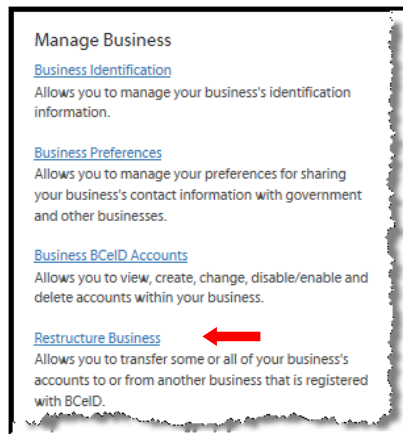 Manage Business
Business Identification
Allows you to manage your business's identification
information.
Business Preferences
Allows you to manage your preferences for sharing
your business's contact information with government
and other businesses.
Business BCeID Accounts
Allows you to view, create, change, disable/enable and
delete accounts within your business.
Restructure Business
Allows you to transfer some or all of your business's
accounts to or from another business that is registered
with BCeID.